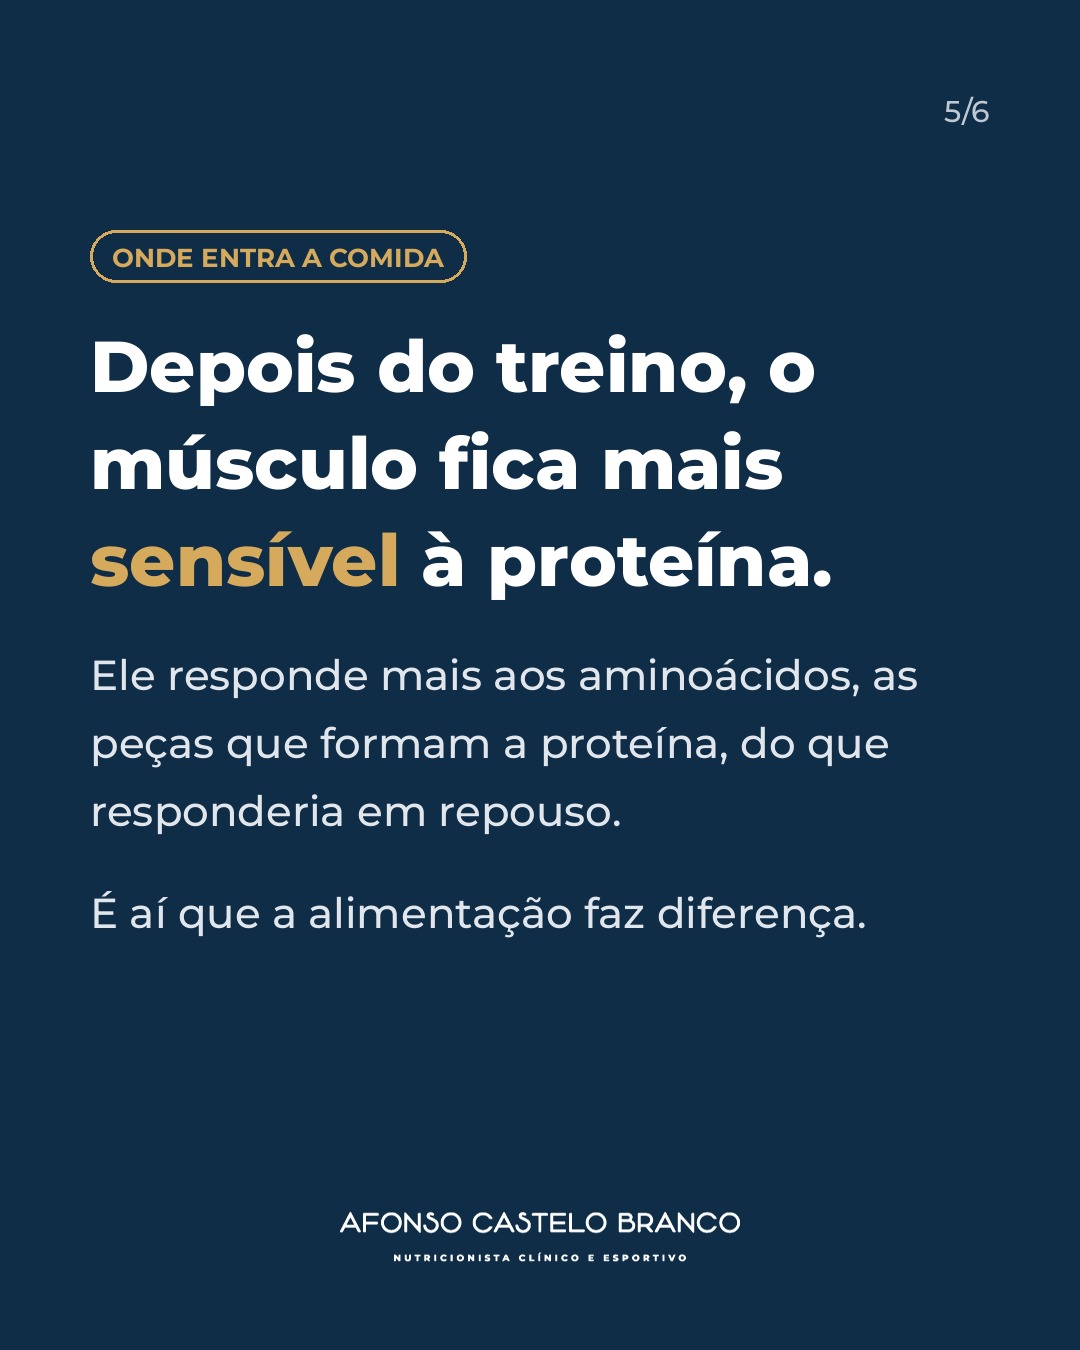 5/6
ONDE ENTRA A COMIDA
Depois do treino, o
músculo fica mais
sensível à proteína.
Ele responde mais aos aminoácidos, as
peças que formam a proteína, do que
responderia em repouso.
É aí que a alimentação faz diferença.
AFONSO CASTELO BRANCO
NUTRICIONISTA CLÍNICO E ESPORTIVO